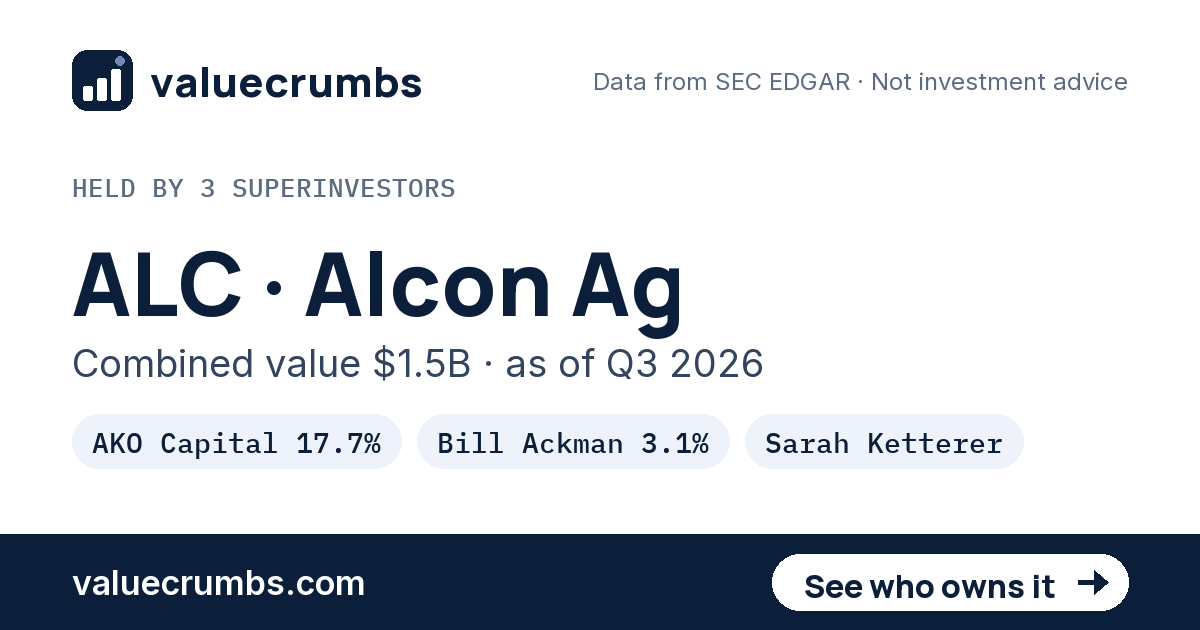 valuecrumbs
Data from SEC EDGAR · Not investment advice
HELD BY 3 SUPERINVESTORS
ALC · Alcon Ag
Combined value $1.5B · as of Q3 2026
AKO Capital 17.7%
Bill Ackman 3.1%
Sarah Ketterer
valuecrumbs.com
See who owns it →